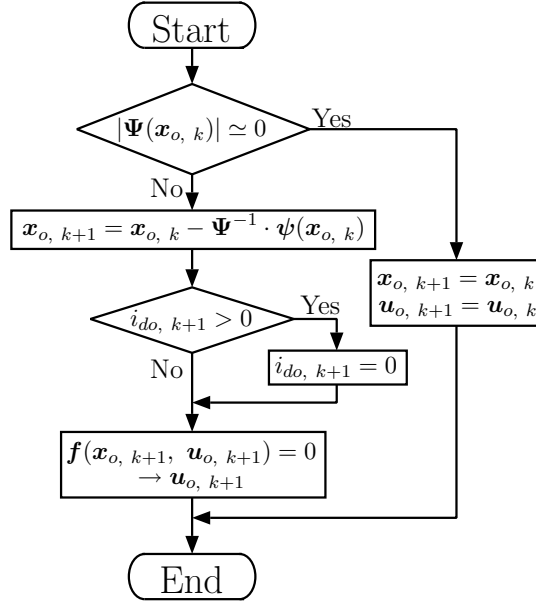 Start
|Ψ(x_{o, k})| ≃ 0
Yes
No
x_{o, k+1} = x_{o, k} − Ψ^{−1} · ψ(x_{o, k})
x_{o, k+1} = x_{o, k}
u_{o, k+1} = u_{o, k}
i_{do, k+1} > 0
Yes
No
i_{do, k+1} = 0
f(x_{o, k+1}, u_{o, k+1}) = 0
→ u_{o, k+1}
End